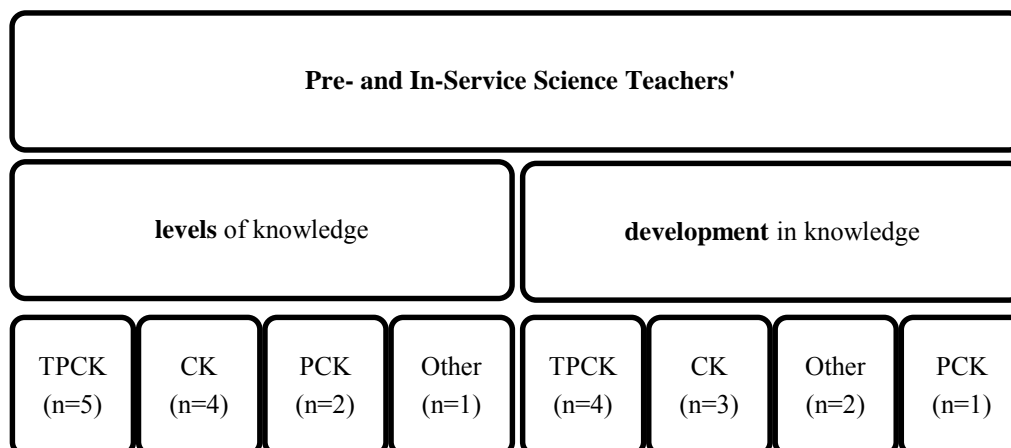 Pre- and In-Service Science Teachers'
levels of knowledge
development in knowledge
TPCK
(n=5)
CK
(n=4)
PCK
(n=2)
Other
(n=1)
TPCK
(n=4)
CK
(n=3)
Other
(n=2)
PCK
(n=1)